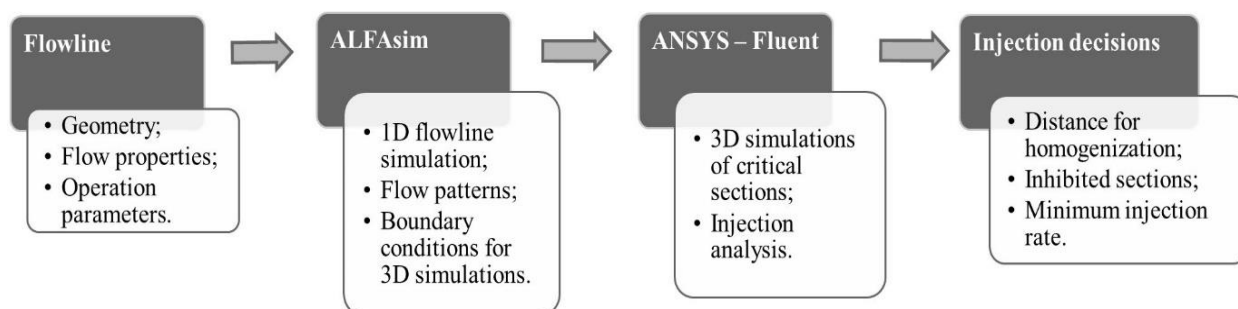 Flowline
• Geometry;
• Flow properties;
• Operation
parameters.
ALFAsim
• 1D flowline
simulation;
• Flow patterns;
• Boundary
conditions for
3D simulations.
ANSYS – Fluent
• 3D simulations
of critical
sections;
• Injection
analysis.
Injection decisions
• Distance for
homogenization;
• Inhibited sections;
• Minimum injection
rate.